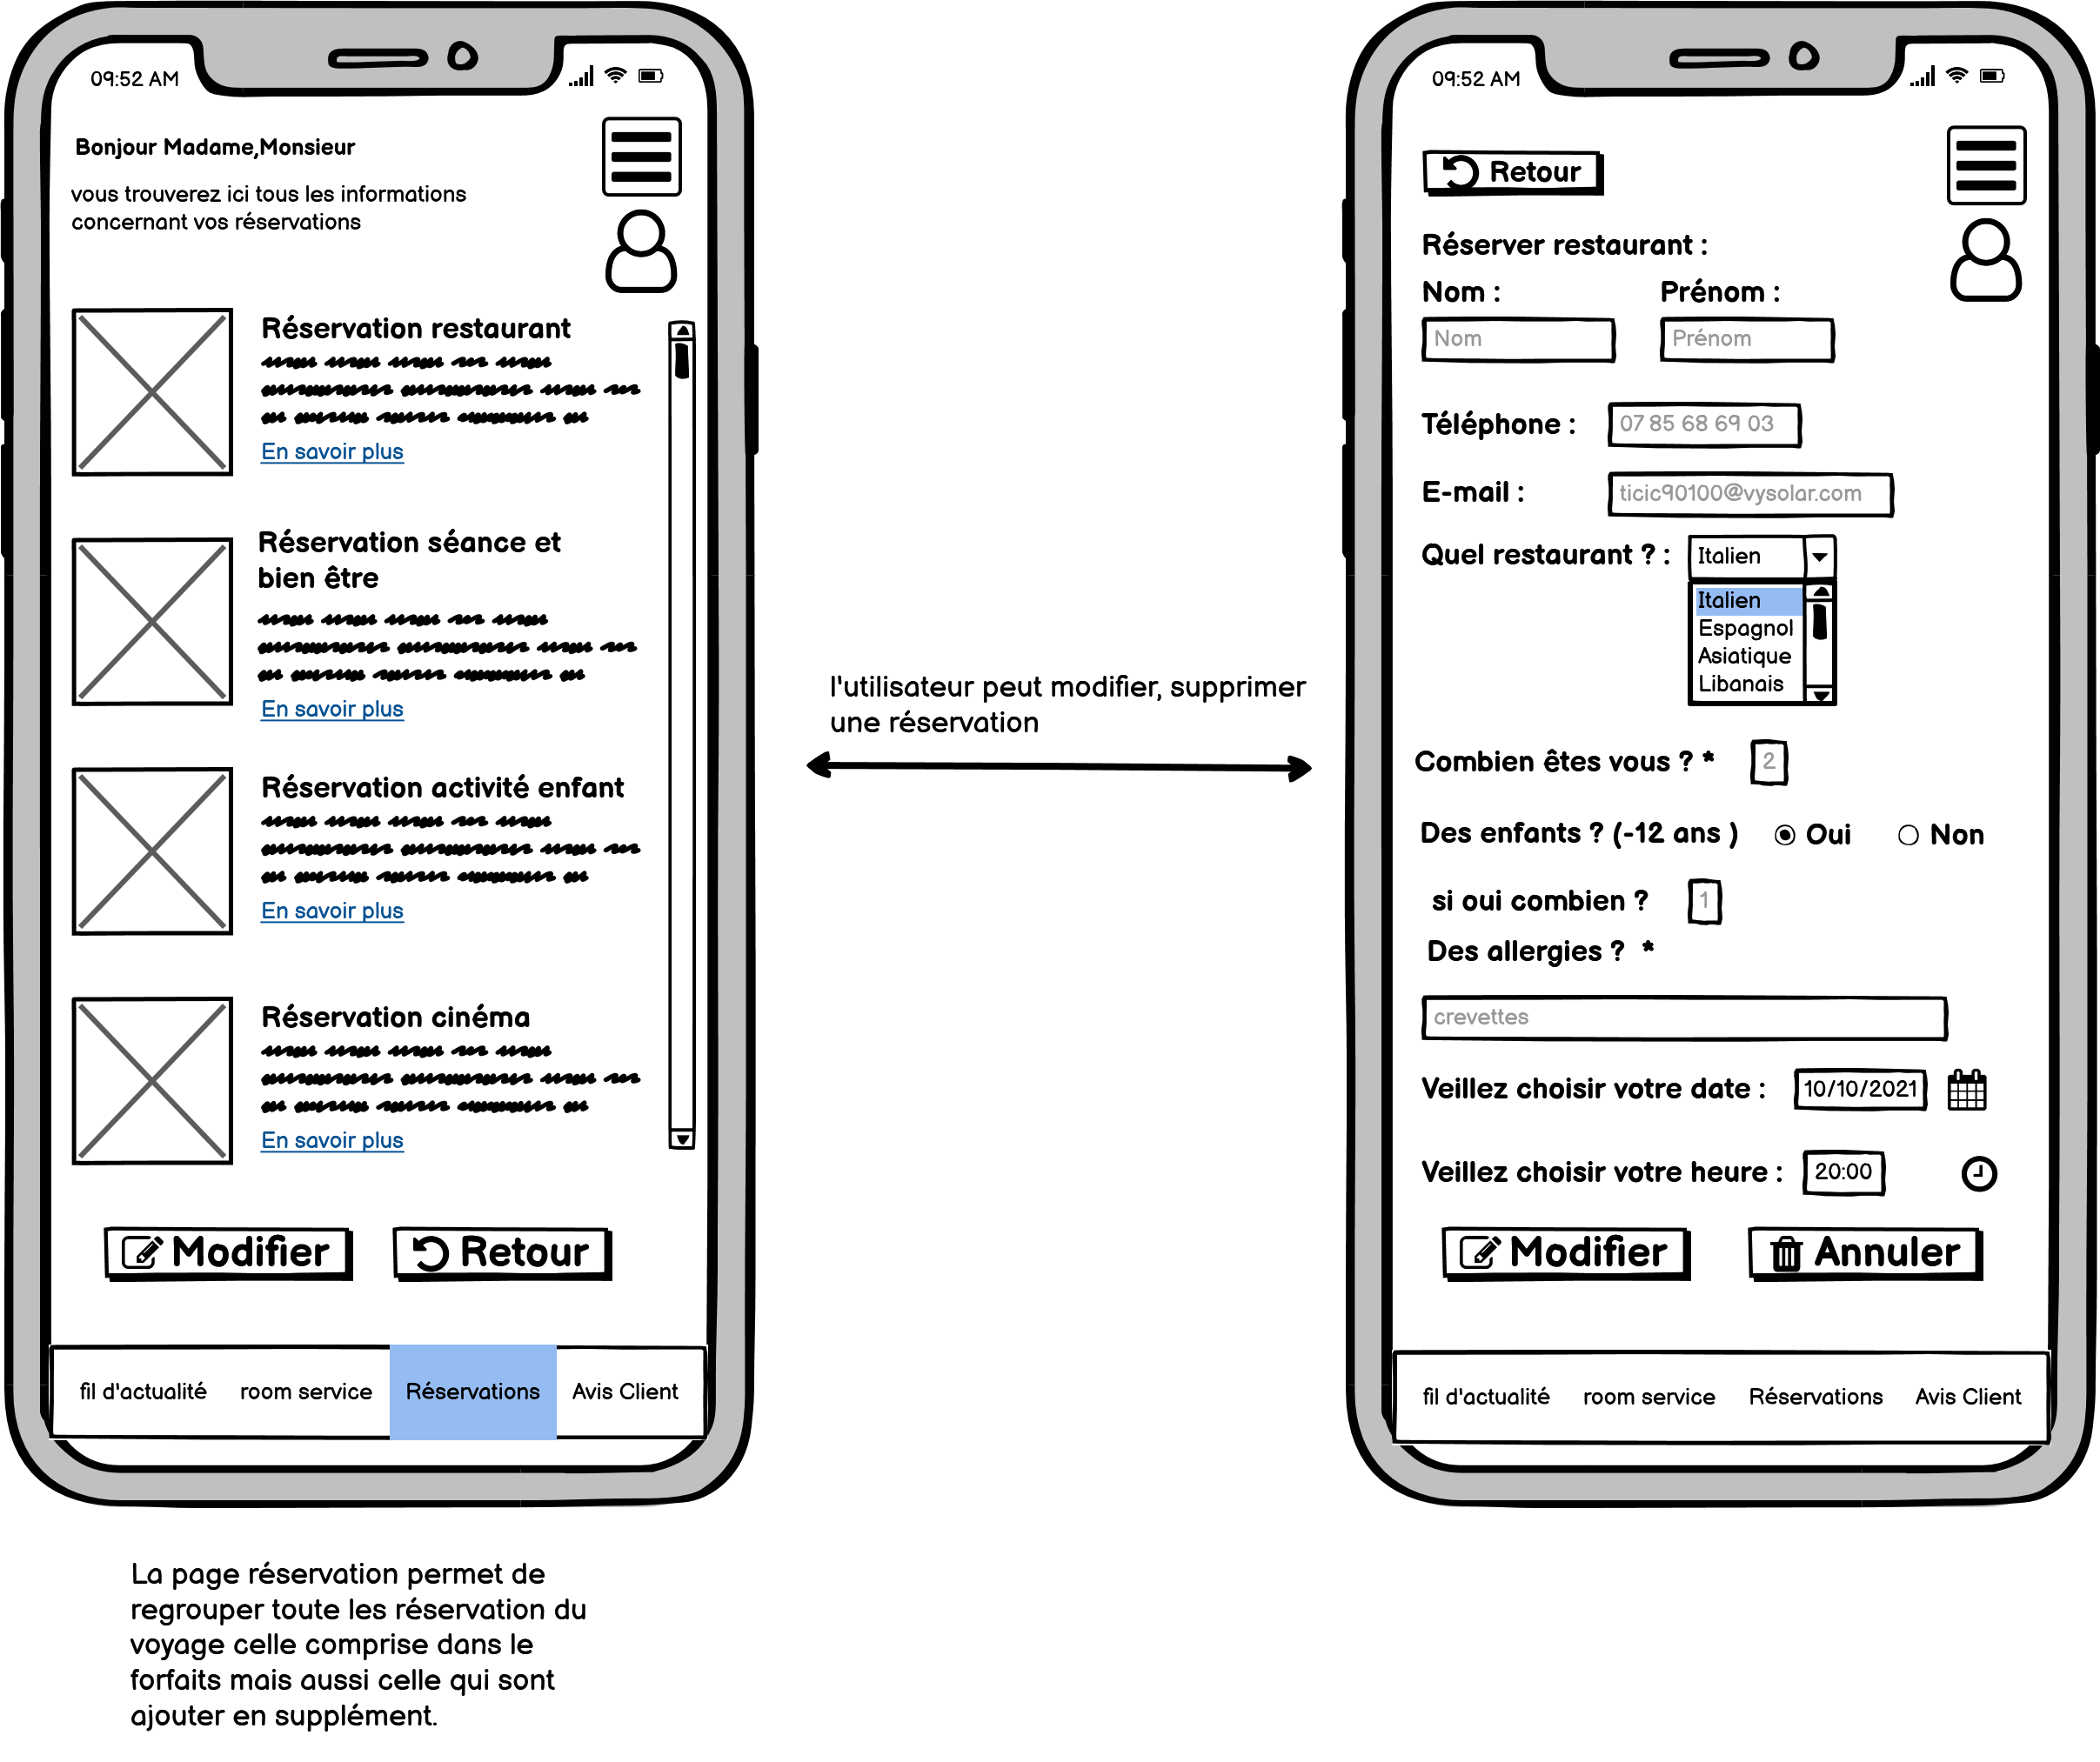 09:52 AM
Bonjour Madame,Monsieur
vous trouverez ici tous les informations
concernant vos réservations
Réservation restaurant
En savoir plus
Réservation séance et
bien être
En savoir plus
Réservation activité enfant
En savoir plus
Réservation cinéma
En savoir plus
Modifier
Retour
fil d'actualité
room service
Réservations
Avis Client
La page réservation permet de
regrouper toute les réservation du
voyage celle comprise dans le
forfaits mais aussi celle qui sont
ajouter en supplément.
l'utilisateur peut modifier, supprimer
une réservation
09:52 AM
Retour
Réserver restaurant :
Nom : Prénom :
Nom Prénom
Téléphone : 07 85 68 69 03
E-mail : ticic90100@vysolar.com
Quel restaurant ? : Italien
Italien
Espagnol
Asiatique
Libanais
Combien êtes vous ? * 2
Des enfants ? (-12 ans ) Oui Non
si oui combien ? 1
Des allergies ? *
crevettes
Veillez choisir votre date : 10/10/2021
Veillez choisir votre heure : 20:00
Modifier
Annuler
fil d'actualité
room service
Réservations
Avis Client